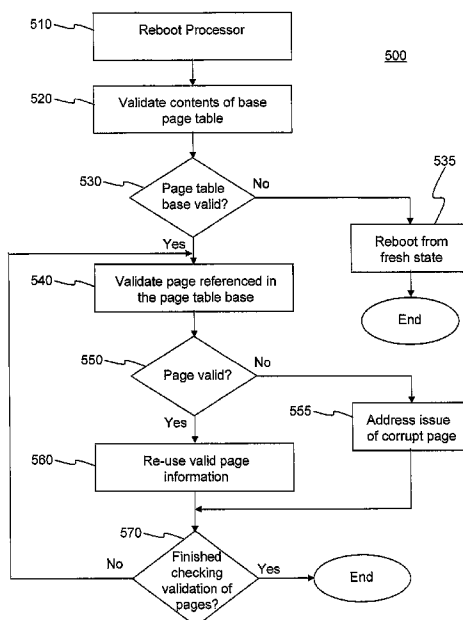 510
Reboot Processor
500
520
Validate contents of base
page table
530
Page table
base valid?
No
535
Yes
Reboot from
fresh state
540
Validate page referenced in
the page table base
End
550
Page valid?
No
555
Address issue
of corrupt page
Yes
560
Re-use valid page
information
570
No
Finished
checking
validation of
pages?
Yes
End